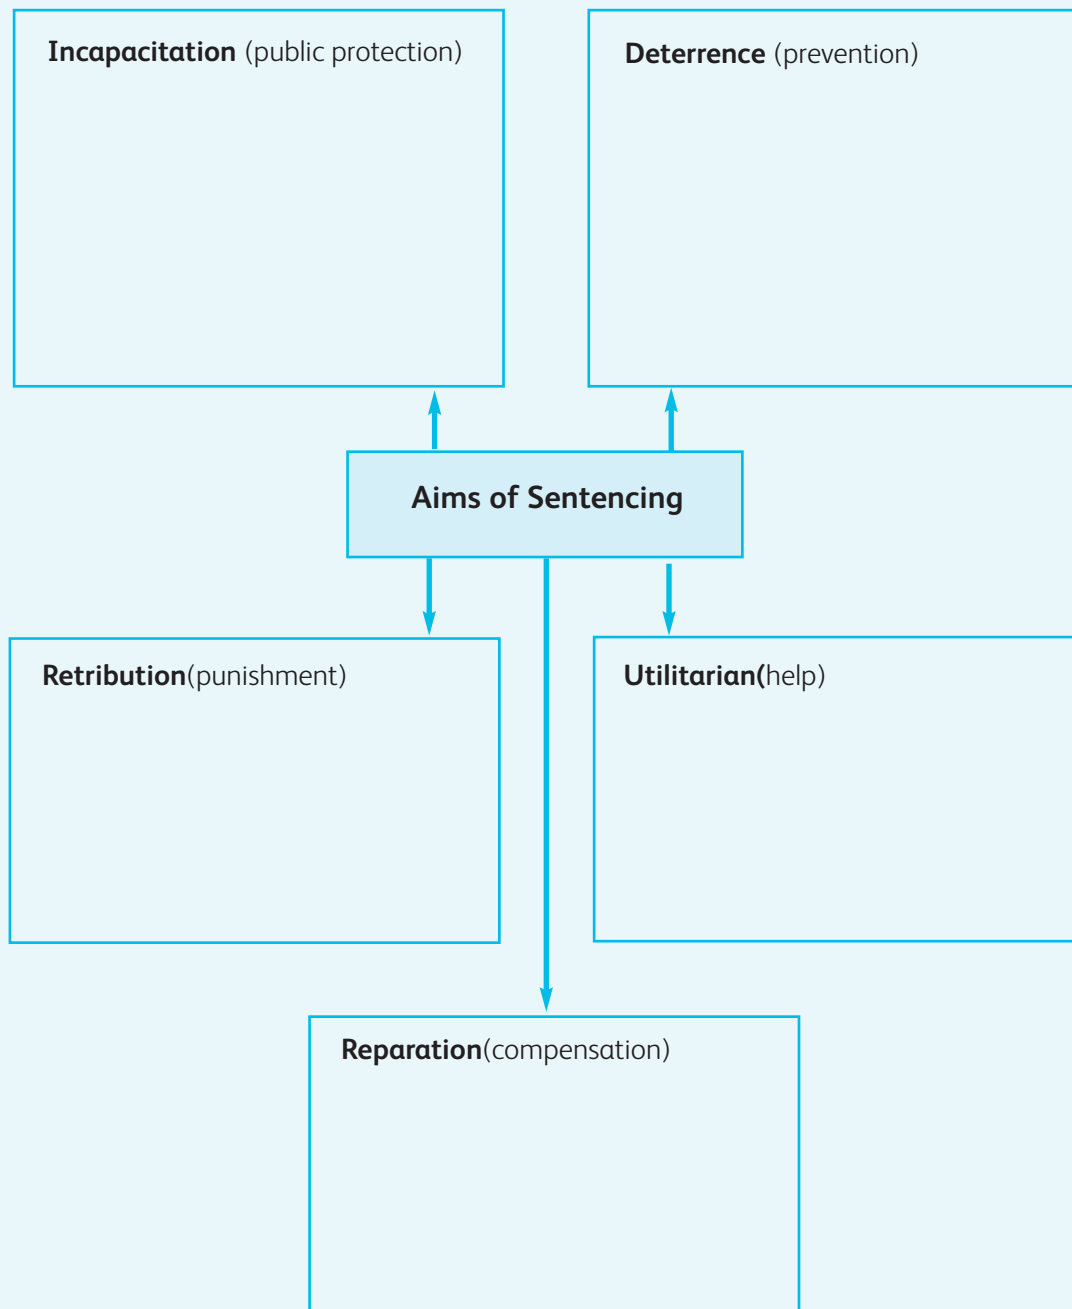 Incapacitation (public protection)
Deterrence (prevention)
Aims of Sentencing
Retribution(punishment)
Utilitarian(help)
Reparation(compensation)